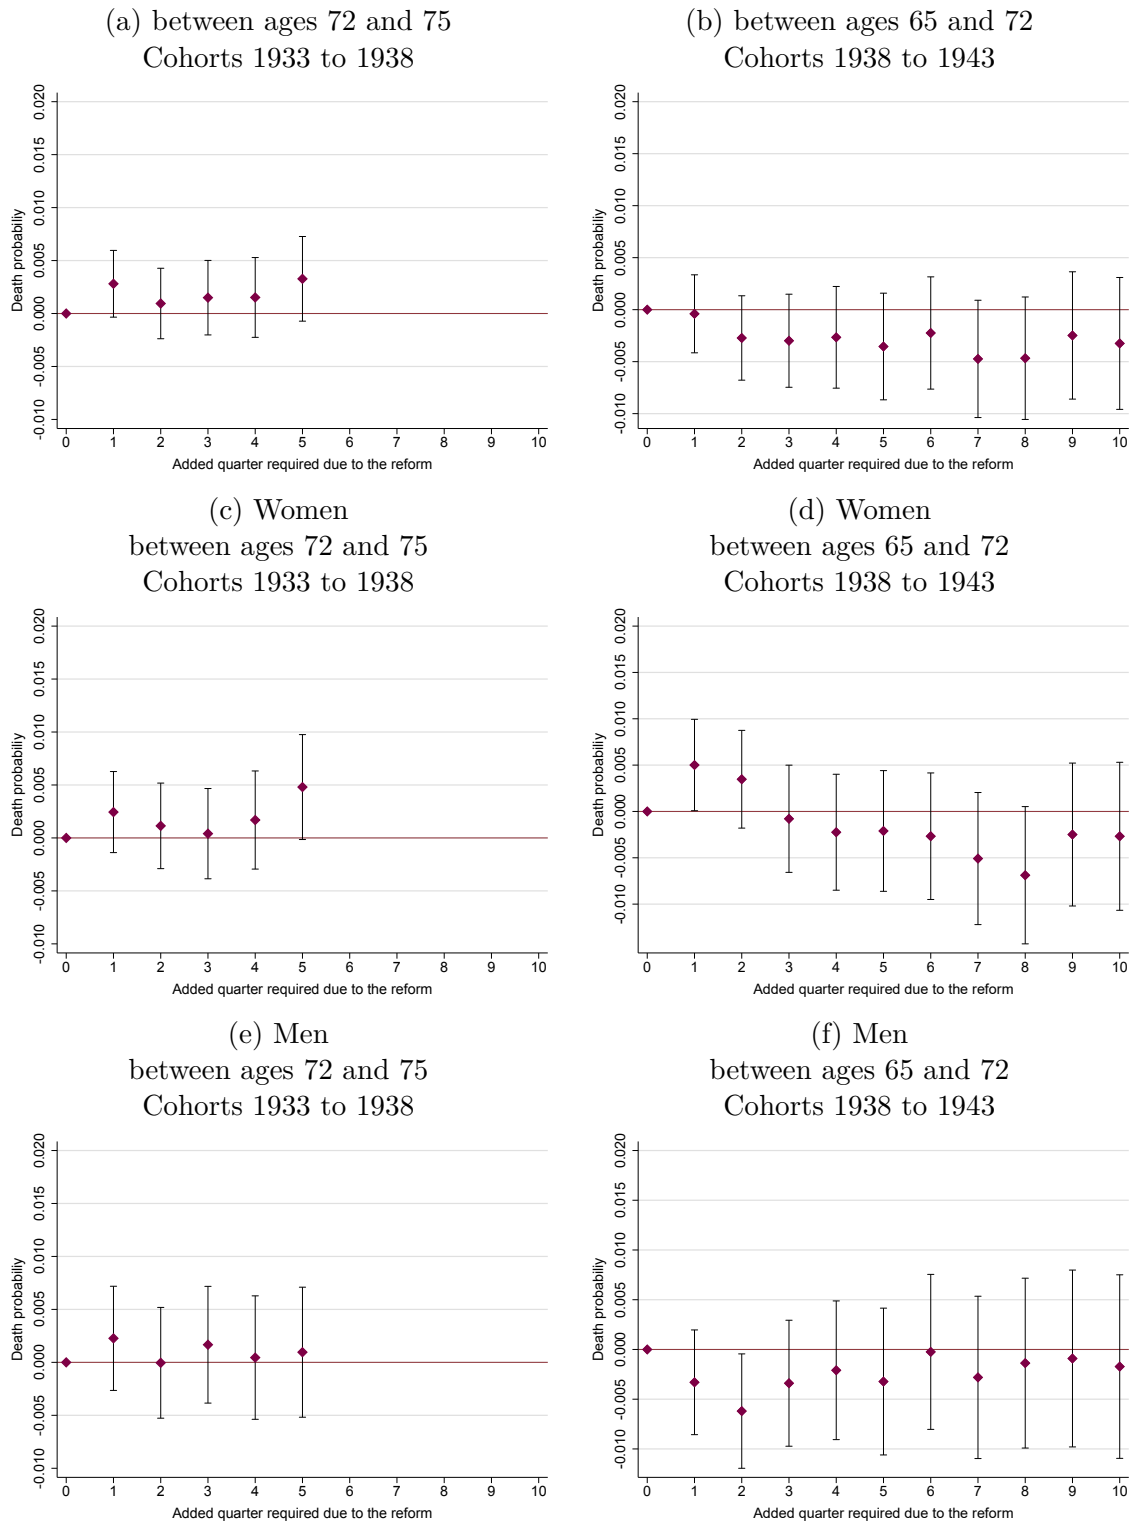 (a) between ages 72 and 75
Cohorts 1933 to 1938
Death probabiliy
0.020
0.015
0.010
0.005
0.000
-0.005
-0.010
0 1 2 3 4 5 6 7 8 9 10
Added quarter required due to the reform
(b) between ages 65 and 72
Cohorts 1938 to 1943
Death probabiliy
0.020
0.015
0.010
0.005
0.000
-0.005
-0.010
0 1 2 3 4 5 6 7 8 9 10
Added quarter required due to the reform
(c) Women
between ages 72 and 75
Cohorts 1933 to 1938
Death probabiliy
0.020
0.015
0.010
0.005
0.000
-0.005
-0.010
0 1 2 3 4 5 6 7 8 9 10
Added quarter required due to the reform
(d) Women
between ages 65 and 72
Cohorts 1938 to 1943
Death probabiliy
0.020
0.015
0.010
0.005
0.000
-0.005
-0.010
0 1 2 3 4 5 6 7 8 9 10
Added quarter required due to the reform
(e) Men
between ages 72 and 75
Cohorts 1933 to 1938
Death probabiliy
0.020
0.015
0.010
0.005
0.000
-0.005
-0.010
0 1 2 3 4 5 6 7 8 9 10
Added quarter required due to the reform
(f) Men
between ages 65 and 72
Cohorts 1938 to 1943
Death probabiliy
0.020
0.015
0.010
0.005
0.000
-0.005
-0.010
0 1 2 3 4 5 6 7 8 9 10
Added quarter required due to the reform